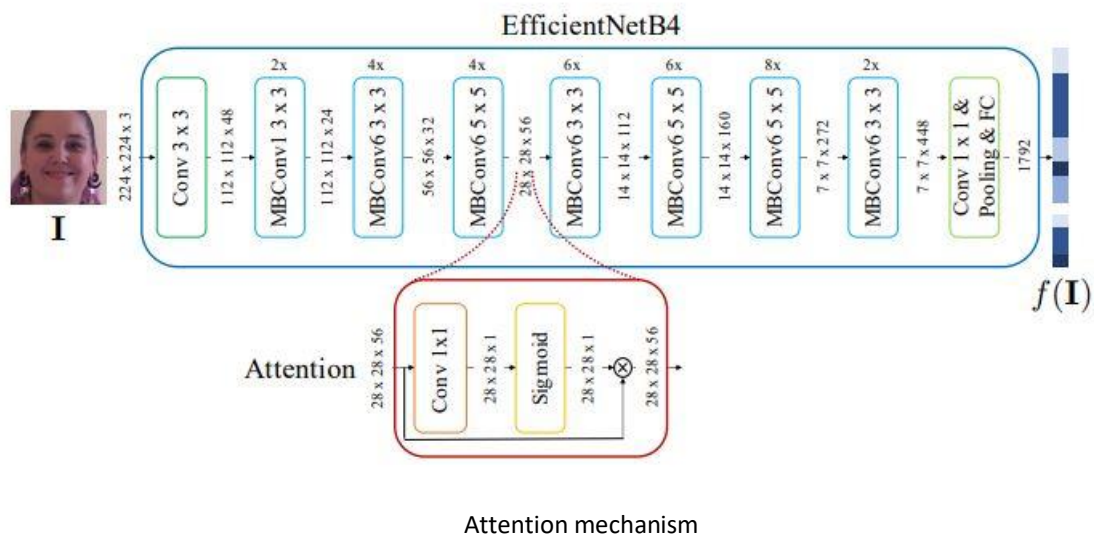 EfficientNetB4
2x
4x
4x
6x
6x
8x
2x
I
224 x 224 x 3
Conv 3 x 3
112 x 112 x 48
MBConv1 3 x 3
112 x 112 x 24
MBConv6 3 x 3
56 x 56 x 32
MBConv6 5 x 5
28 x 28 x 56
MBConv6 3 x 3
14 x 14 x 112
MBConv6 5 x 5
14 x 14 x 160
MBConv6 5 x 5
7 x 7 x 272
MBConv6 3 x 3
7 x 7 x 448
Conv 1 x 1 &
Pooling & FC
1792
f(I)
Attention
28 x 28 x 56
Conv 1x1
28 x 28 x 1
Sigmoid
28 x 28 x 1
28 x 28 x 56
Attention mechanism